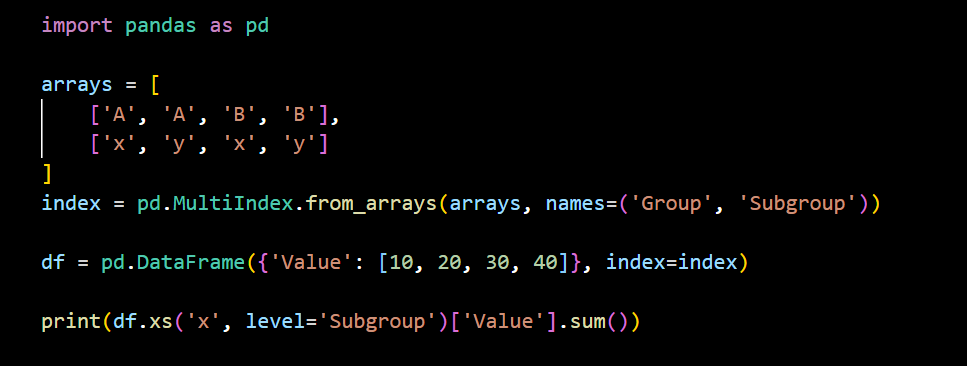 import pandas as pd
arrays = [
    ['A', 'A', 'B', 'B'],
    ['x', 'y', 'x', 'y']
]
index = pd.MultiIndex.from_arrays(arrays, names=('Group', 'Subgroup'))
df = pd.DataFrame({'Value': [10, 20, 30, 40]}, index=index)
print(df.xs('x', level='Subgroup')['Value'].sum())